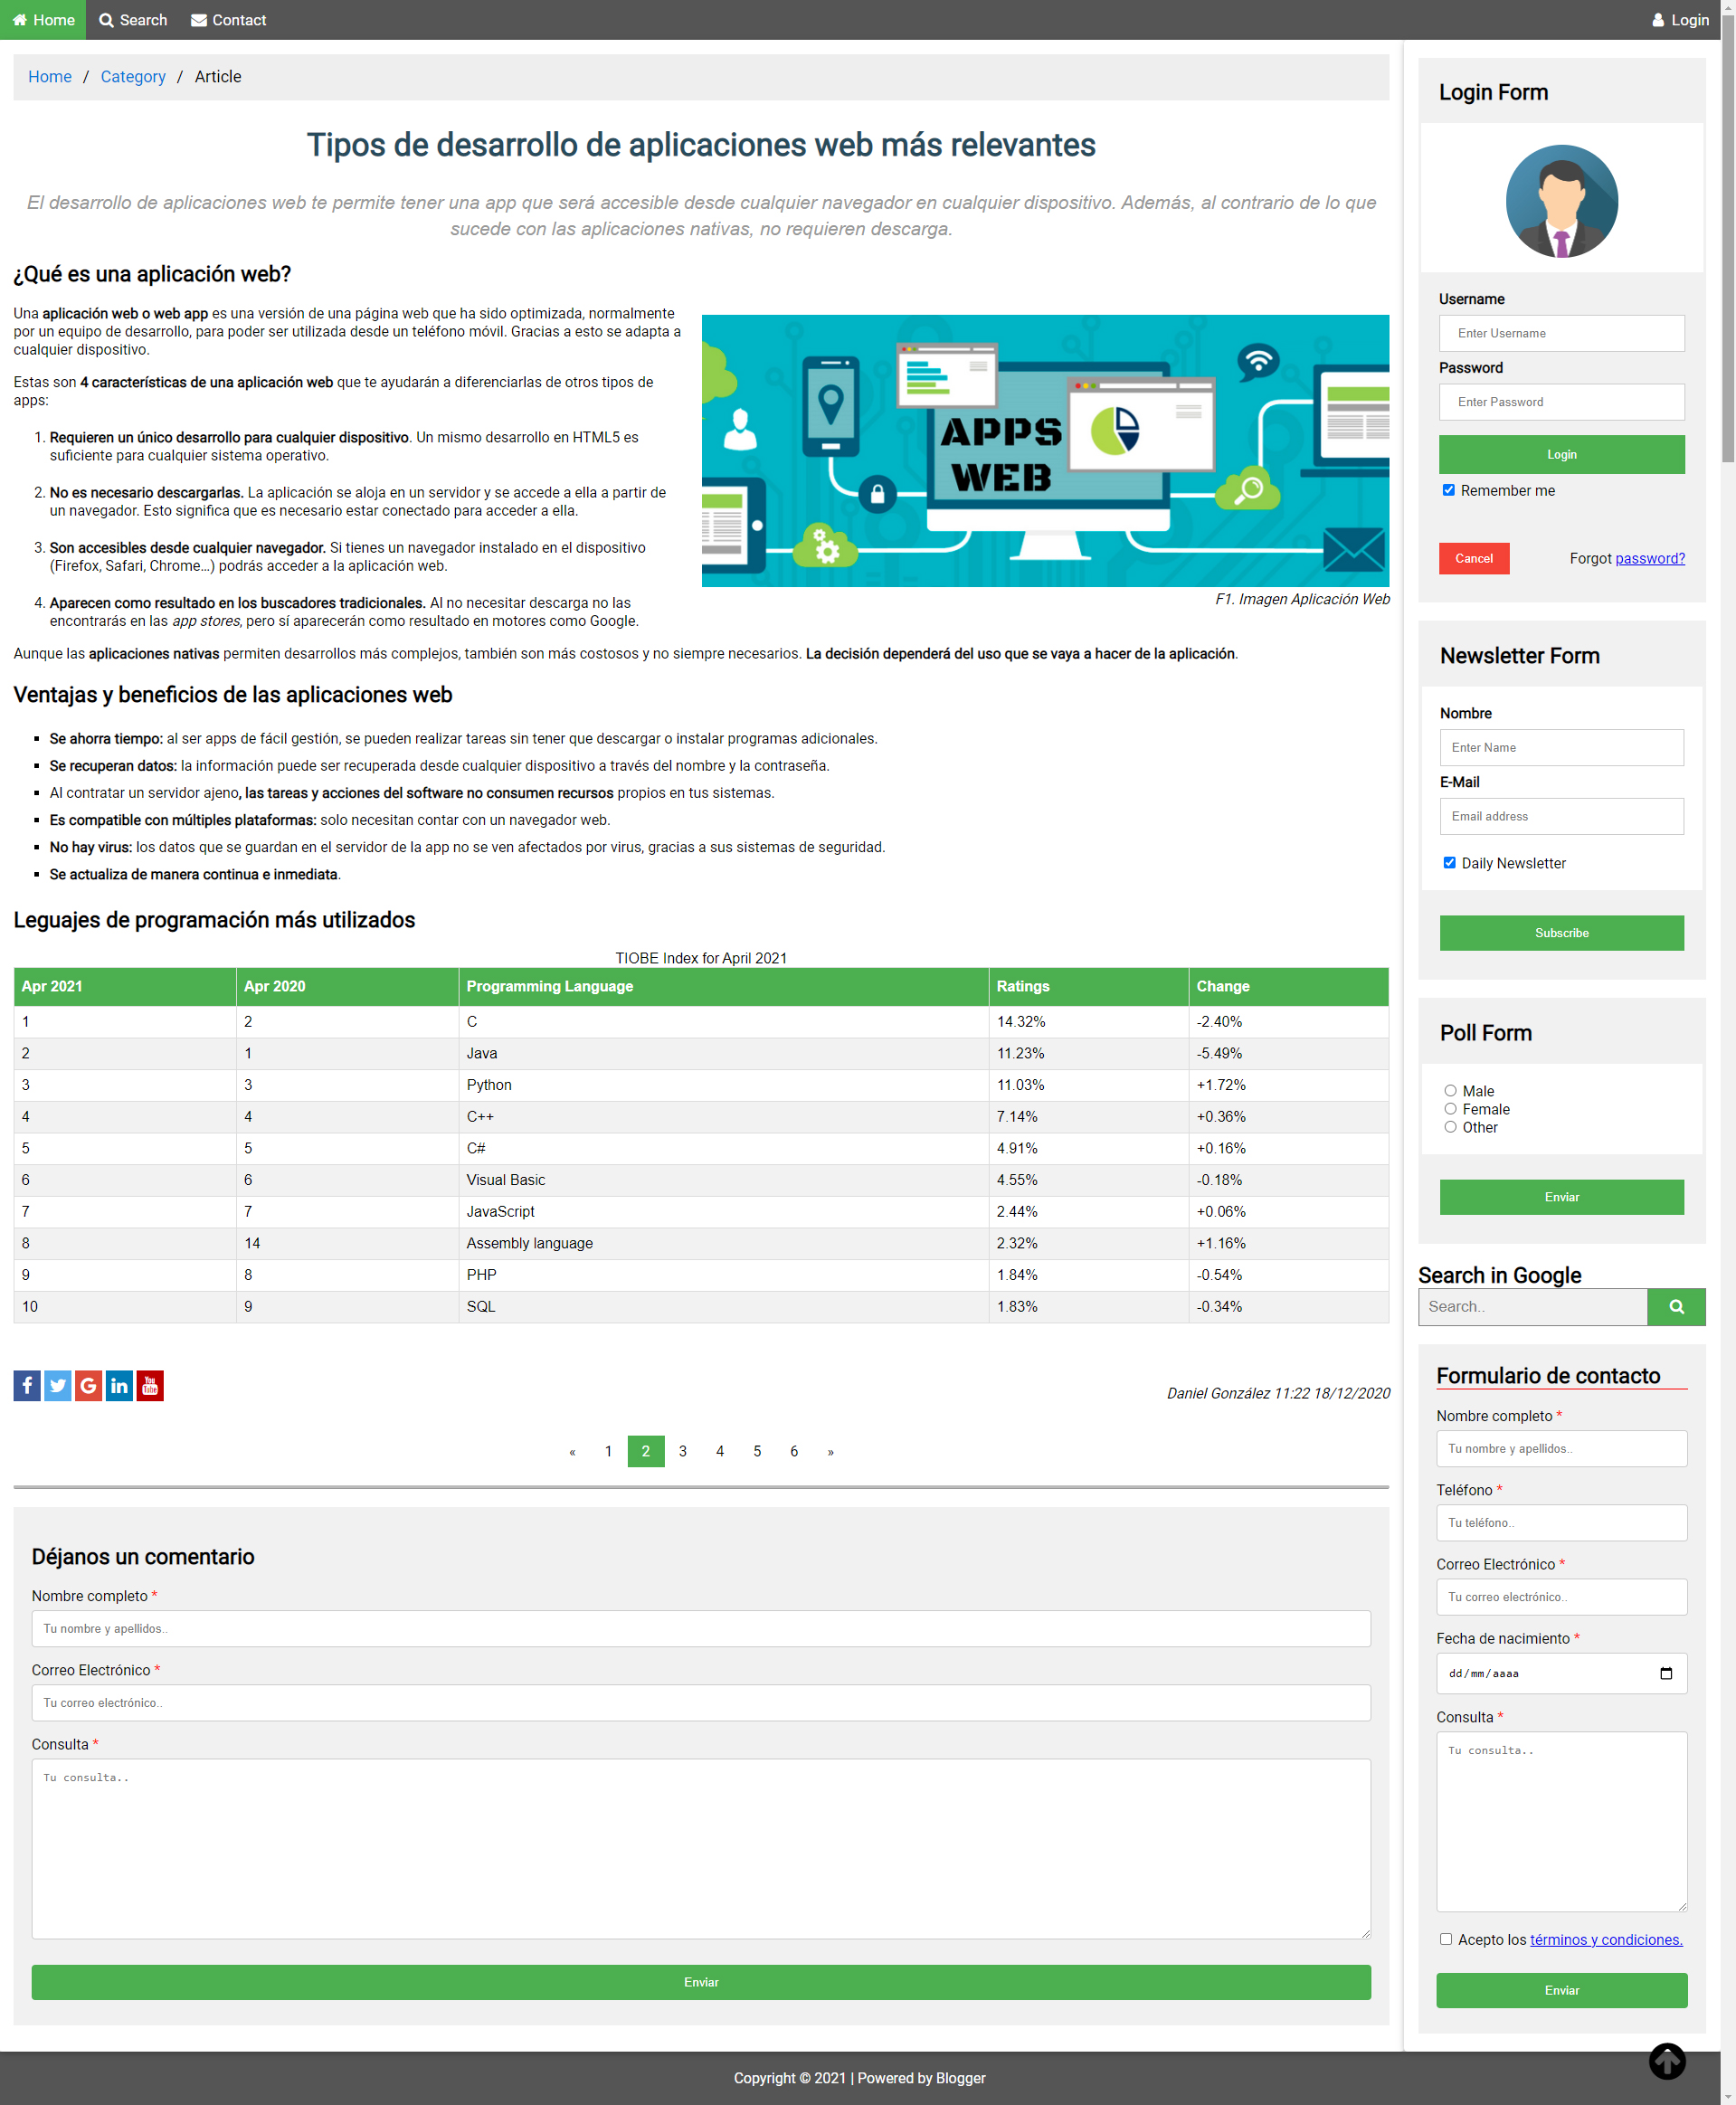 Home Search Contact Login
Home / Category / Article
Tipos de desarrollo de aplicaciones web más relevantes
El desarrollo de aplicaciones web te permite tener una app que será accesible desde cualquier navegador en cualquier dispositivo. Además, al contrario de lo que
sucede con las aplicaciones nativas, no requieren descarga.
¿Qué es una aplicación web?
Una aplicación web o web app es una versión de una página web que ha sido optimizada, normalmente
por un equipo de desarrollo, para poder ser utilizada desde un teléfono móvil. Gracias a esto se adapta a
cualquier dispositivo.
Estas son 4 características de una aplicación web que te ayudarán a diferenciarlas de otros tipos de
apps:
1. Requieren un único desarrollo para cualquier dispositivo. Un mismo desarrollo en HTML5 es
suficiente para cualquier sistema operativo.
2. No es necesario descargarlas. La aplicación se aloja en un servidor y se accede a ella a partir de
un navegador. Esto significa que es necesario estar conectado para acceder a ella.
3. Son accesibles desde cualquier navegador. Si tienes un navegador instalado en el dispositivo
(Firefox, Safari, Chrome...) podrás acceder a la aplicación web.
4. Aparecen como resultado en los buscadores tradicionales. Al no necesitar descarga no las
encontrarás en las app stores, pero sí aparecerán como resultado en motores como Google.
APPS
WEB
F1. Imagen Aplicación Web
Aunque las aplicaciones nativas permiten desarrollos más complejos, también son más costosos y no siempre necesarios. La decisión dependerá del uso que se vaya a hacer de la aplicación.
Ventajas y beneficios de las aplicaciones web
Se ahorra tiempo: al ser apps de fácil gestión, se pueden realizar tareas sin tener que descargar o instalar programas adicionales.
Se recuperan datos: la información puede ser recuperada desde cualquier dispositivo a través del nombre y la contraseña.
Al contratar un servidor ajeno, las tareas y acciones del software no consumen recursos propios en tus sistemas.
Es compatible con múltiples plataformas: solo necesitan contar con un navegador web.
No hay virus: los datos que se guardan en el servidor de la app no se ven afectados por virus, gracias a sus sistemas de seguridad.
Se actualiza de manera continua e inmediata.
Leguajes de programación más utilizados
TIOBE Index for April 2021
Apr 2021 Apr 2020 Programming Language Ratings Change
1 2 C 14.32% -2.40%
2 1 Java 11.23% -5.49%
3 3 Python 11.03% +1.72%
4 4 C++ 7.14% +0.36%
5 5 C# 4.91% +0.16%
6 6 Visual Basic 4.55% -0.18%
7 7 JavaScript 2.44% +0.06%
8 14 Assembly language 2.32% +1.16%
9 8 PHP 1.84% -0.54%
10 9 SQL 1.83% -0.34%
f G in You Tube
Daniel González 11:22 18/12/2020
« 1 2 3 4 5 6 »
Déjanos un comentario
Nombre completo *
Tu nombre y apellidos..
Correo Electrónico *
Tu correo electrónico..
Consulta *
Tu consulta..
Enviar
Login Form
Username
Enter Username
Password
Enter Password
Login
Remember me
Cancel Forgot password?
Newsletter Form
Nombre
Enter Name
E-Mail
Email address
Daily Newsletter
Subscribe
Poll Form
Male
Female
Other
Enviar
Search in Google
Search..
Formulario de contacto
Nombre completo *
Tu nombre y apellidos..
Teléfono *
Tu teléfono..
Correo Electrónico *
Tu correo electrónico..
Fecha de nacimiento *
dd/mm/aaaa
Consulta *
Tu consulta..
Acepto los términos y condiciones.
Enviar
Copyright © 2021 | Powered by Blogger